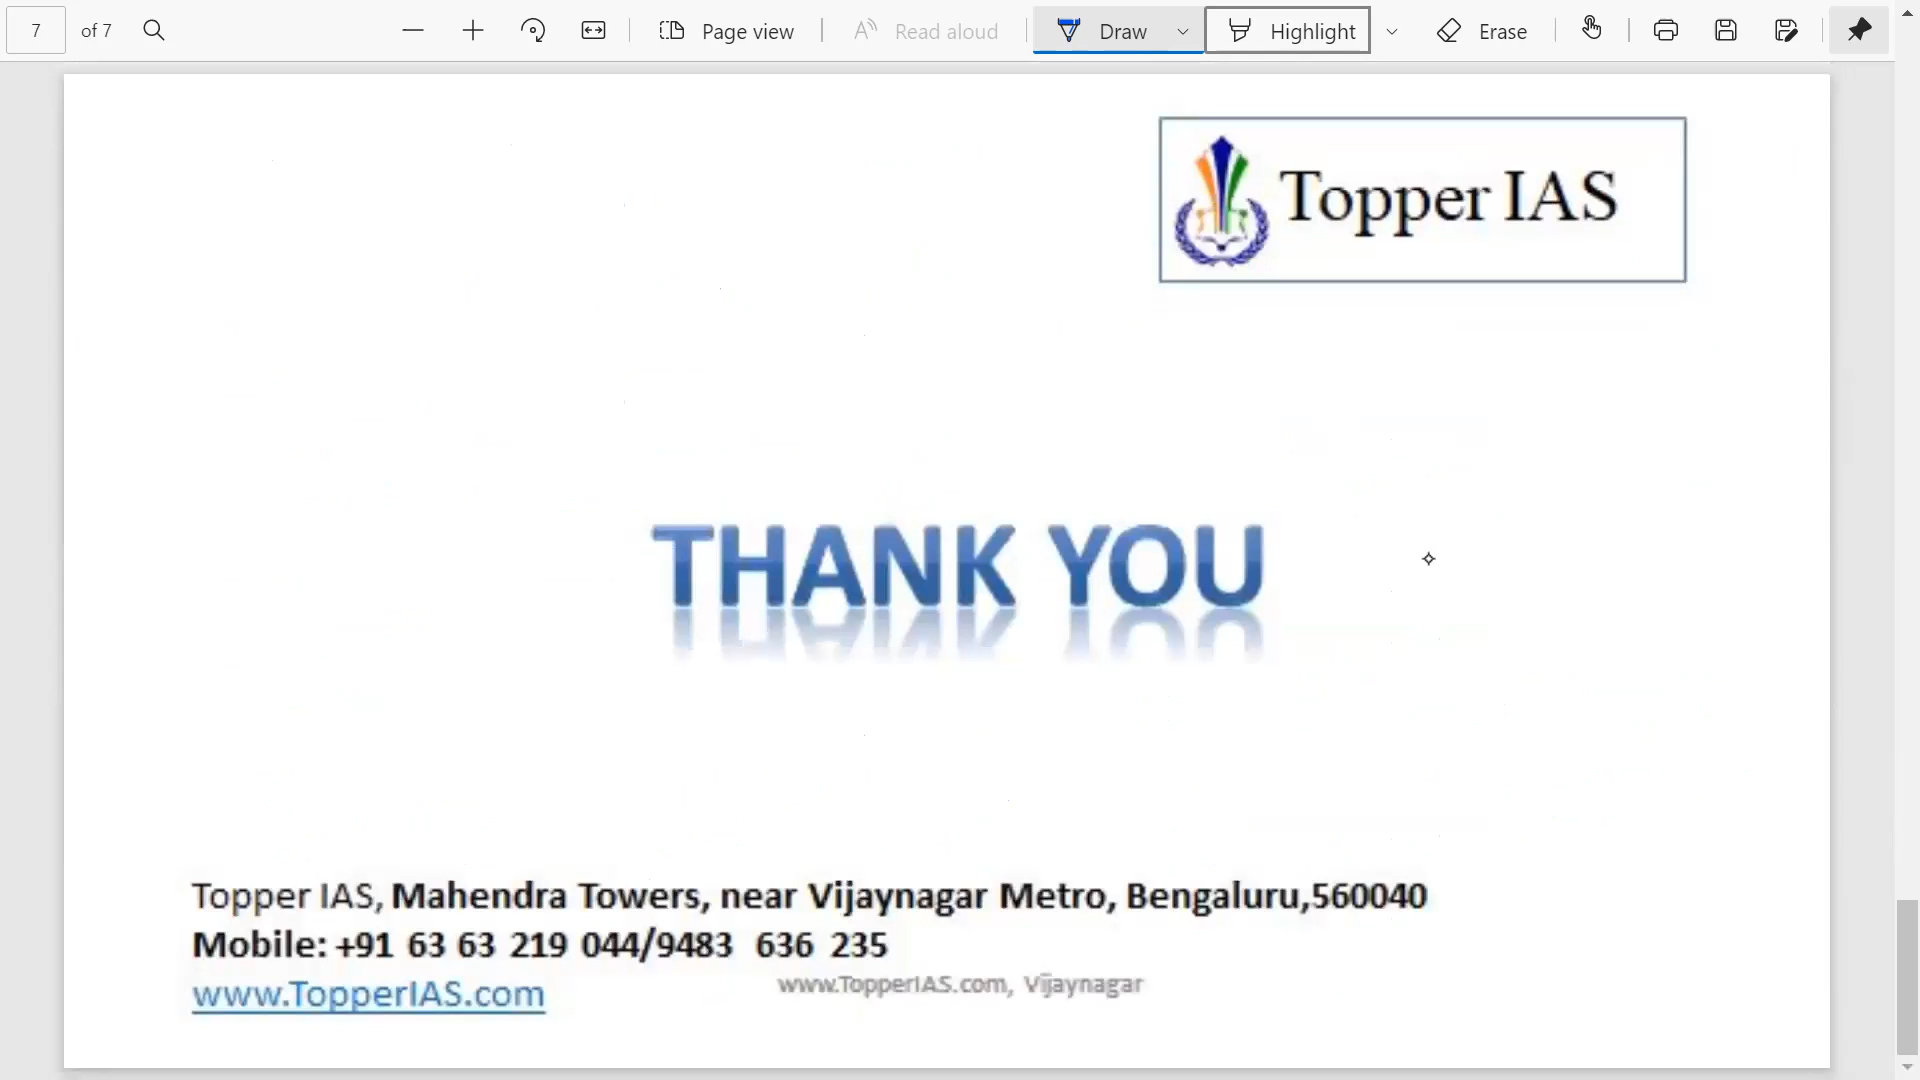 7 of 7 Page view Read aloud Draw Highlight Erase
Topper IAS
THANK YOU
Topper IAS, Mahendra Towers, near Vijaynagar Metro, Bengaluru,560040
Mobile: +91 63 63 219 044/9483 636 235
www.TopperIAS.com
www.TopperIAS.com, Vijaynagar